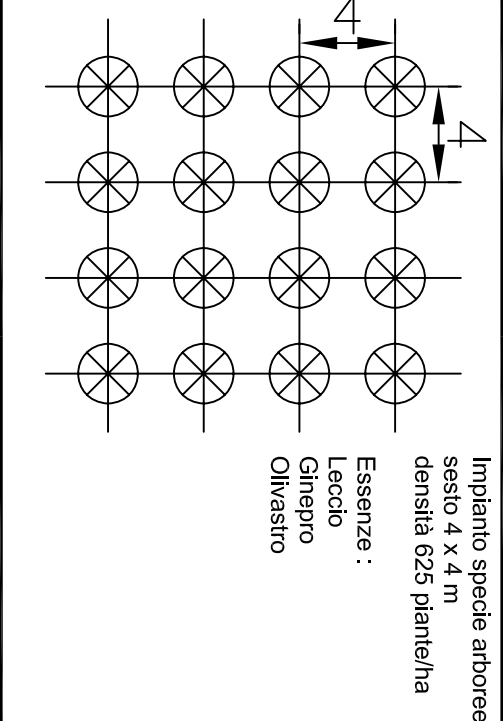 4
4
Impianto specie arboree
sesto 4 x 4 m
densità 625 piante/ha
Essenze :
Leccio
Ginepro
Olivastro